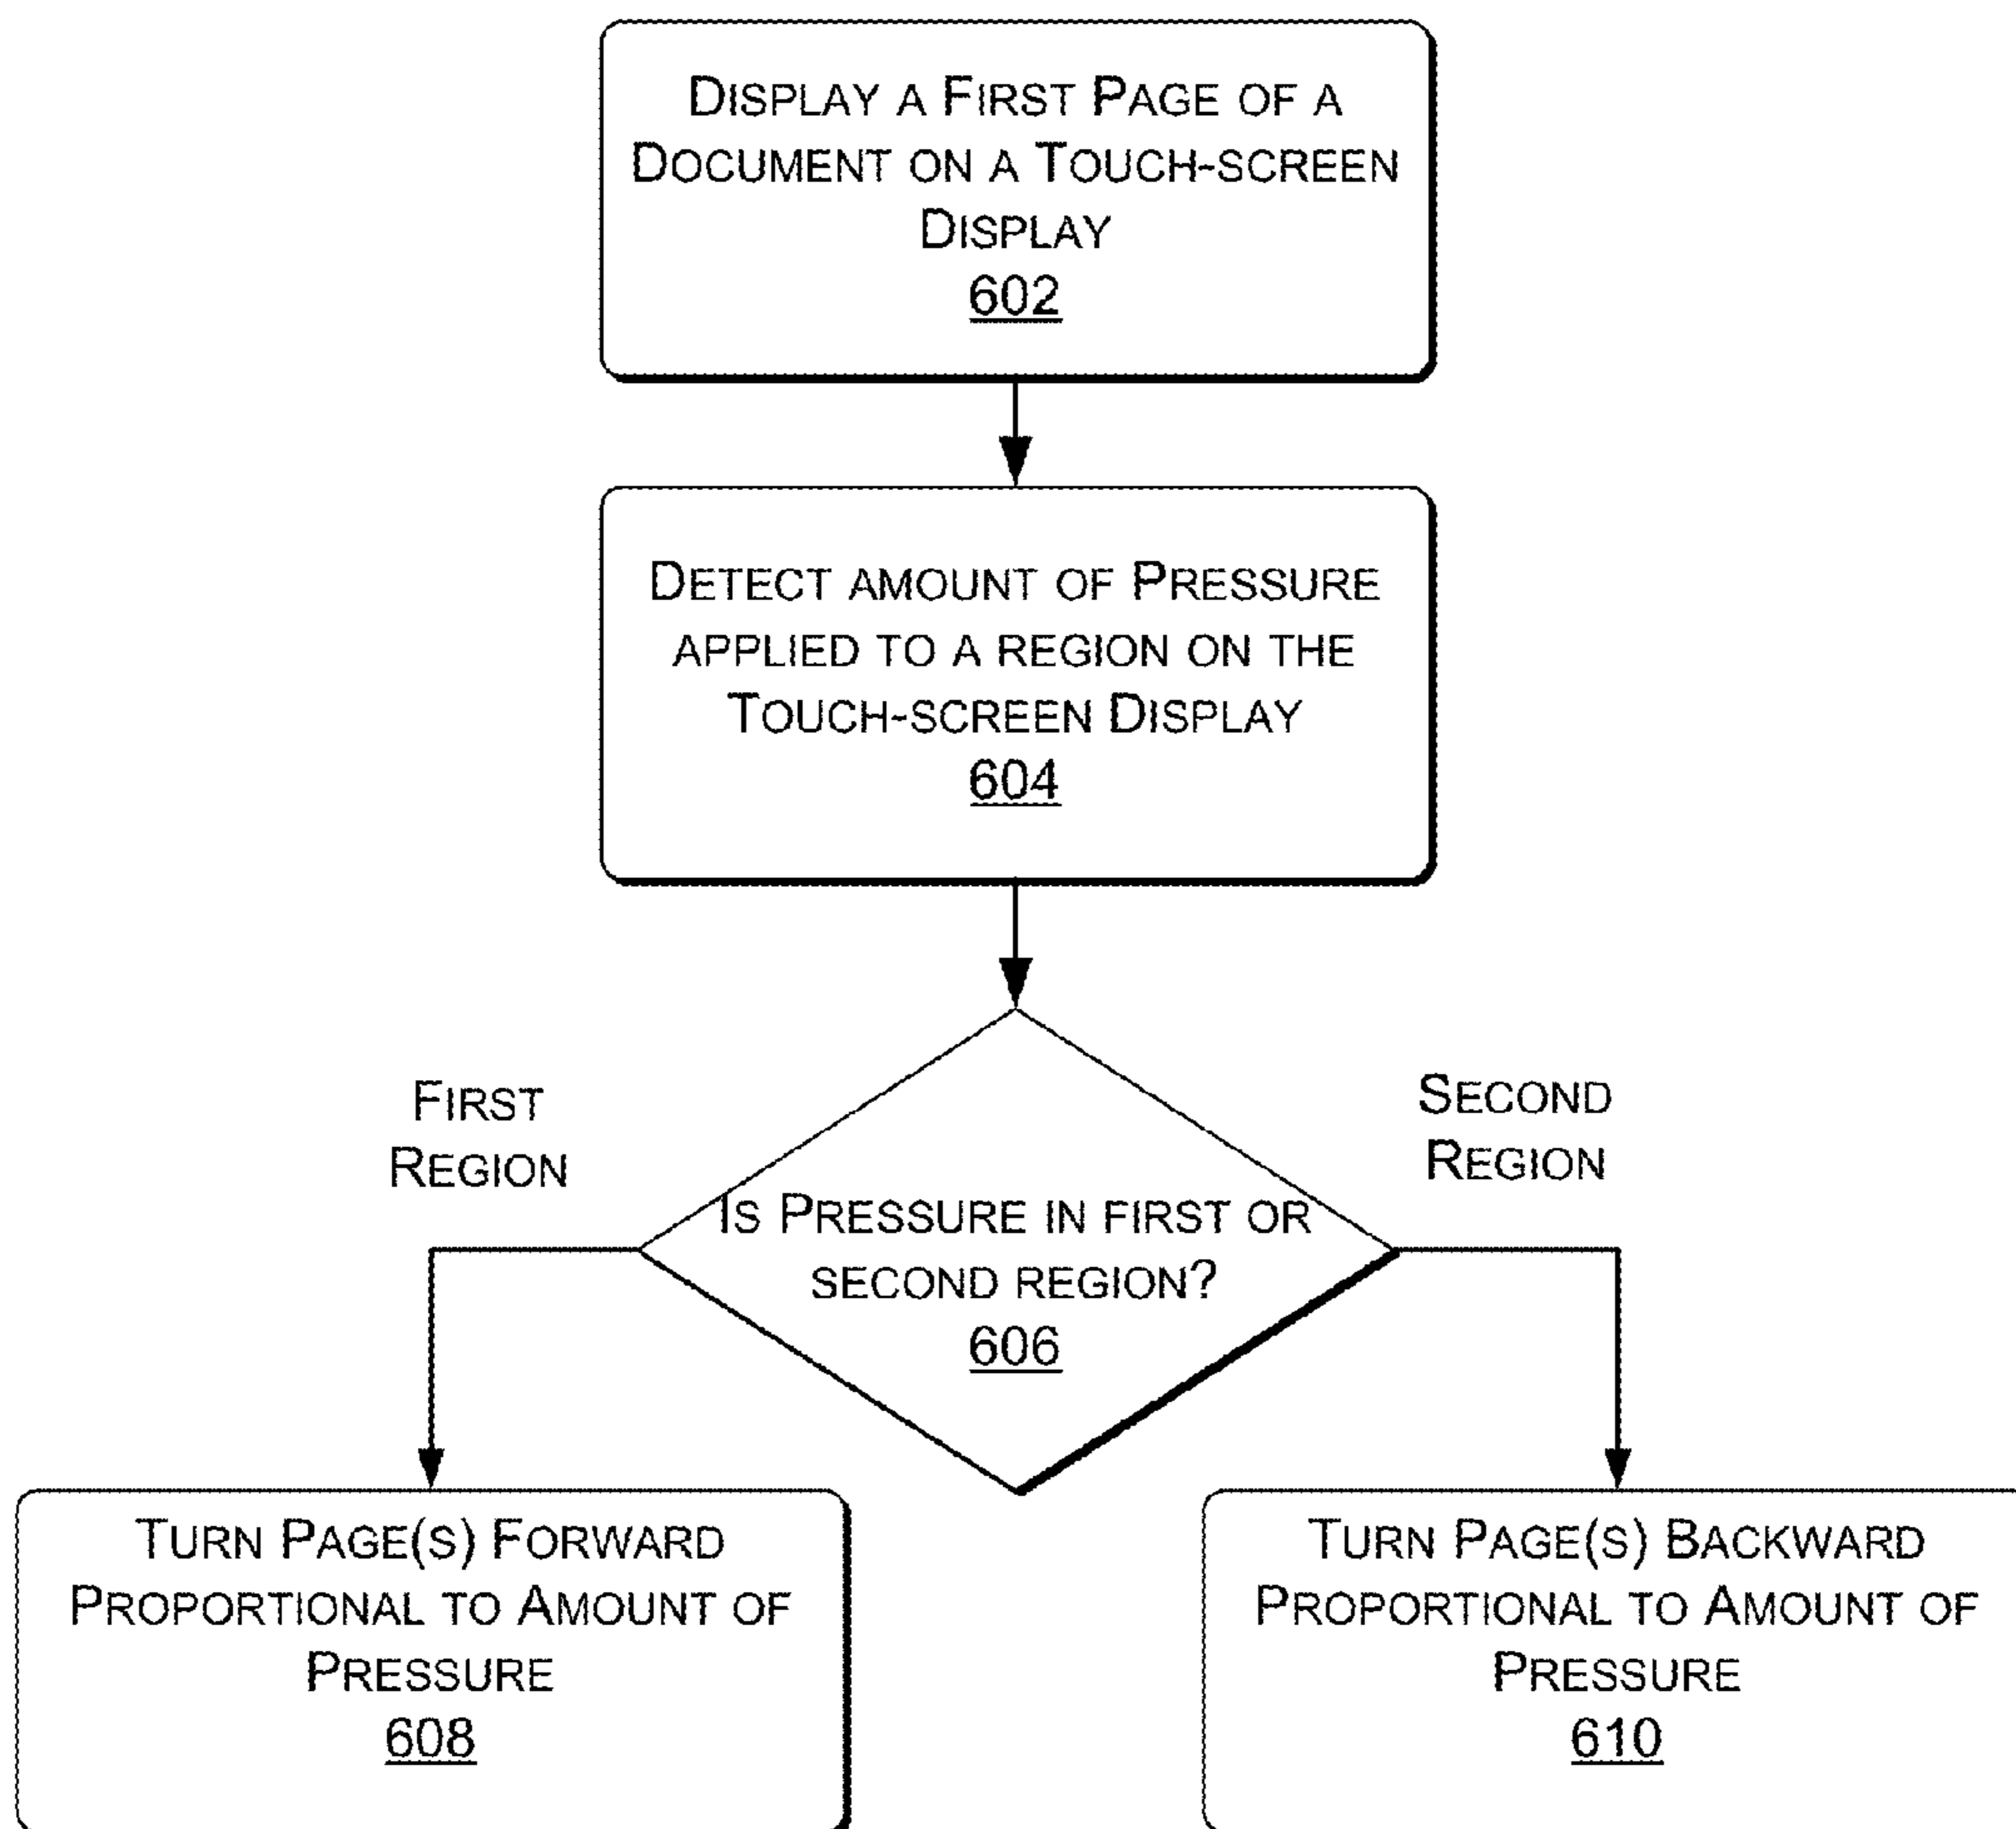 DISPLAY A FIRST PAGE OF A
DOCUMENT ON A TOUCH-SCREEN
DISPLAY
602
DETECT AMOUNT OF PRESSURE
APPLIED TO A REGION ON THE
TOUCH-SCREEN DISPLAY
604
FIRST
REGION
SECOND
REGION
IS PRESSURE IN FIRST OR
SECOND REGION?
606
TURN PAGE(S) FORWARD
PROPORTIONAL TO AMOUNT OF
PRESSURE
608
TURN PAGE(S) BACKWARD
PROPORTIONAL TO AMOUNT OF
PRESSURE
610